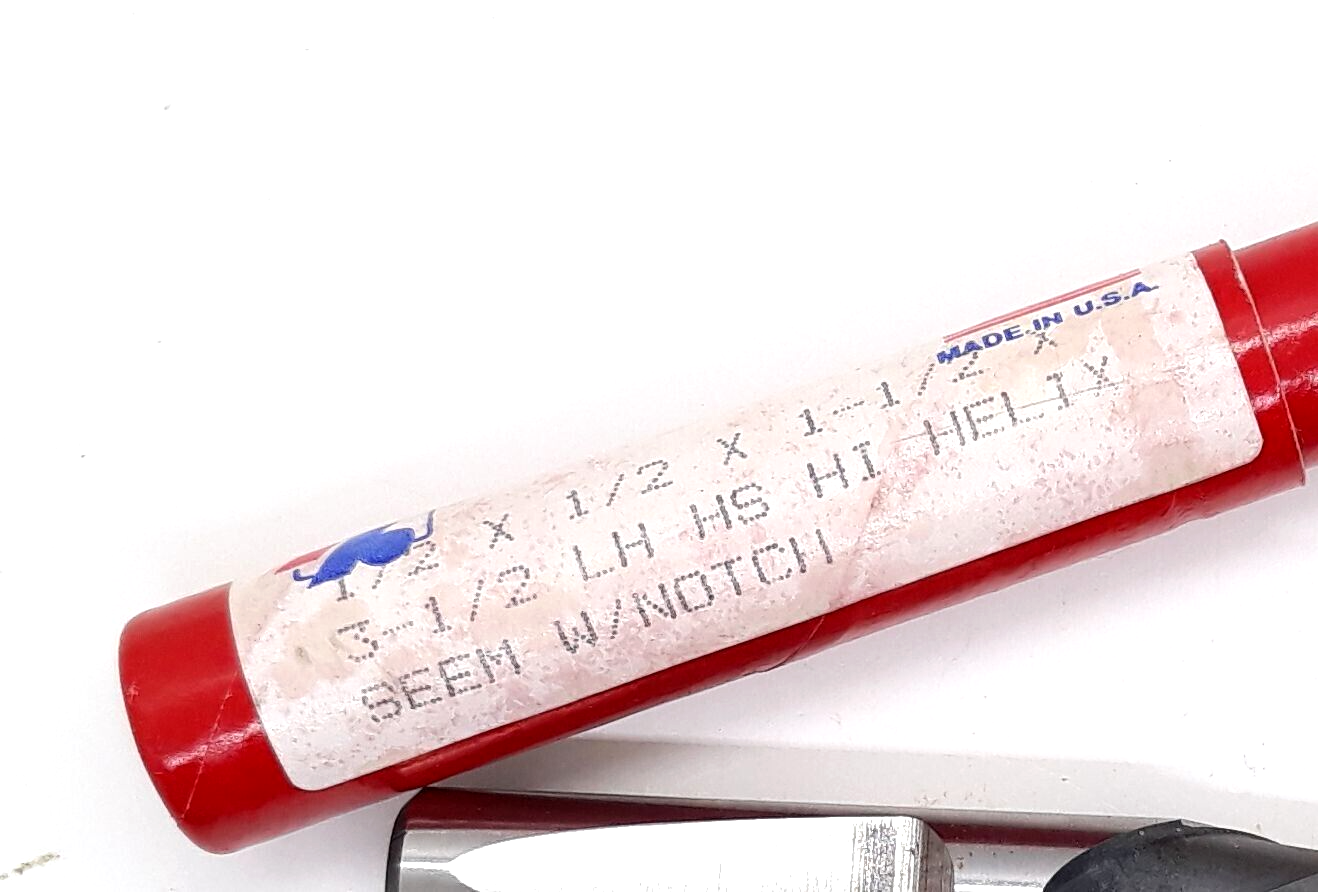 MADE IN U.S.A.
1/2 X 1/2 X 1-1/2 X
3-1/2 LH HS HI HELIX
SEEM W/NOTCH